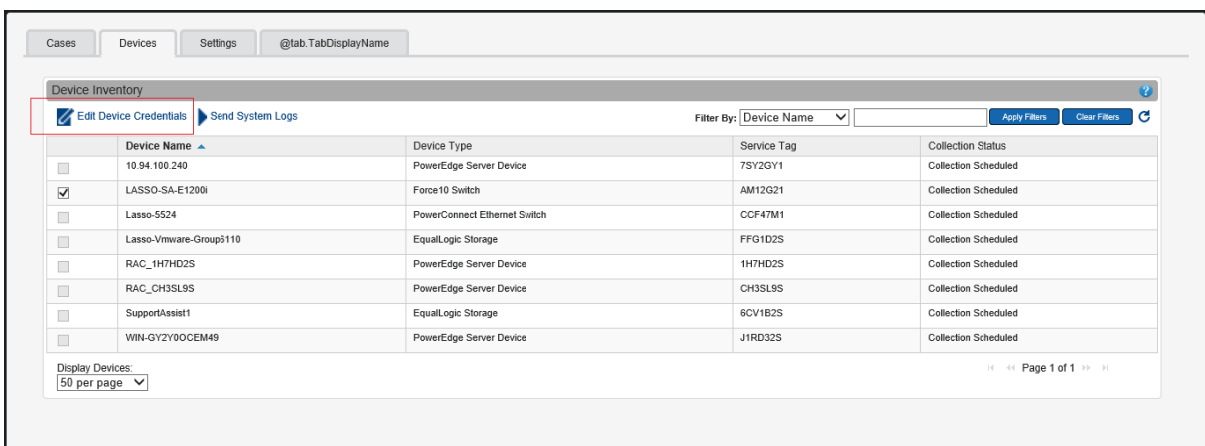 Cases Devices Settings @tab.TabDisplayName
Device Inventory
Edit Device Credentials Send System Logs Filter By: Device Name Apply Filters Clear Filters
Device Name Device Type Service Tag Collection Status
10.94.100.240 PowerEdge Server Device 7SY2GY1 Collection Scheduled
LASSO-SA-E1200i Force10 Switch AM12G21 Collection Scheduled
Lasso-5524 PowerConnect Ethernet Switch CCF47M1 Collection Scheduled
EqualLogic Storage FFG1D2S Collection Scheduled
RAC_1H7HD2S PowerEdge Server Device 1H7HD2S Collection Scheduled
RAC_CH3SL9S PowerEdge Server Device CH3SL9S Collection Scheduled
SupportAssist1 EqualLogic Storage 6CV1B2S Collection Scheduled
WIN-GY2Y0OCEM49 PowerEdge Server Device J1RD32S Collection Scheduled
Display Devices:
50 per page Page 1 of 1